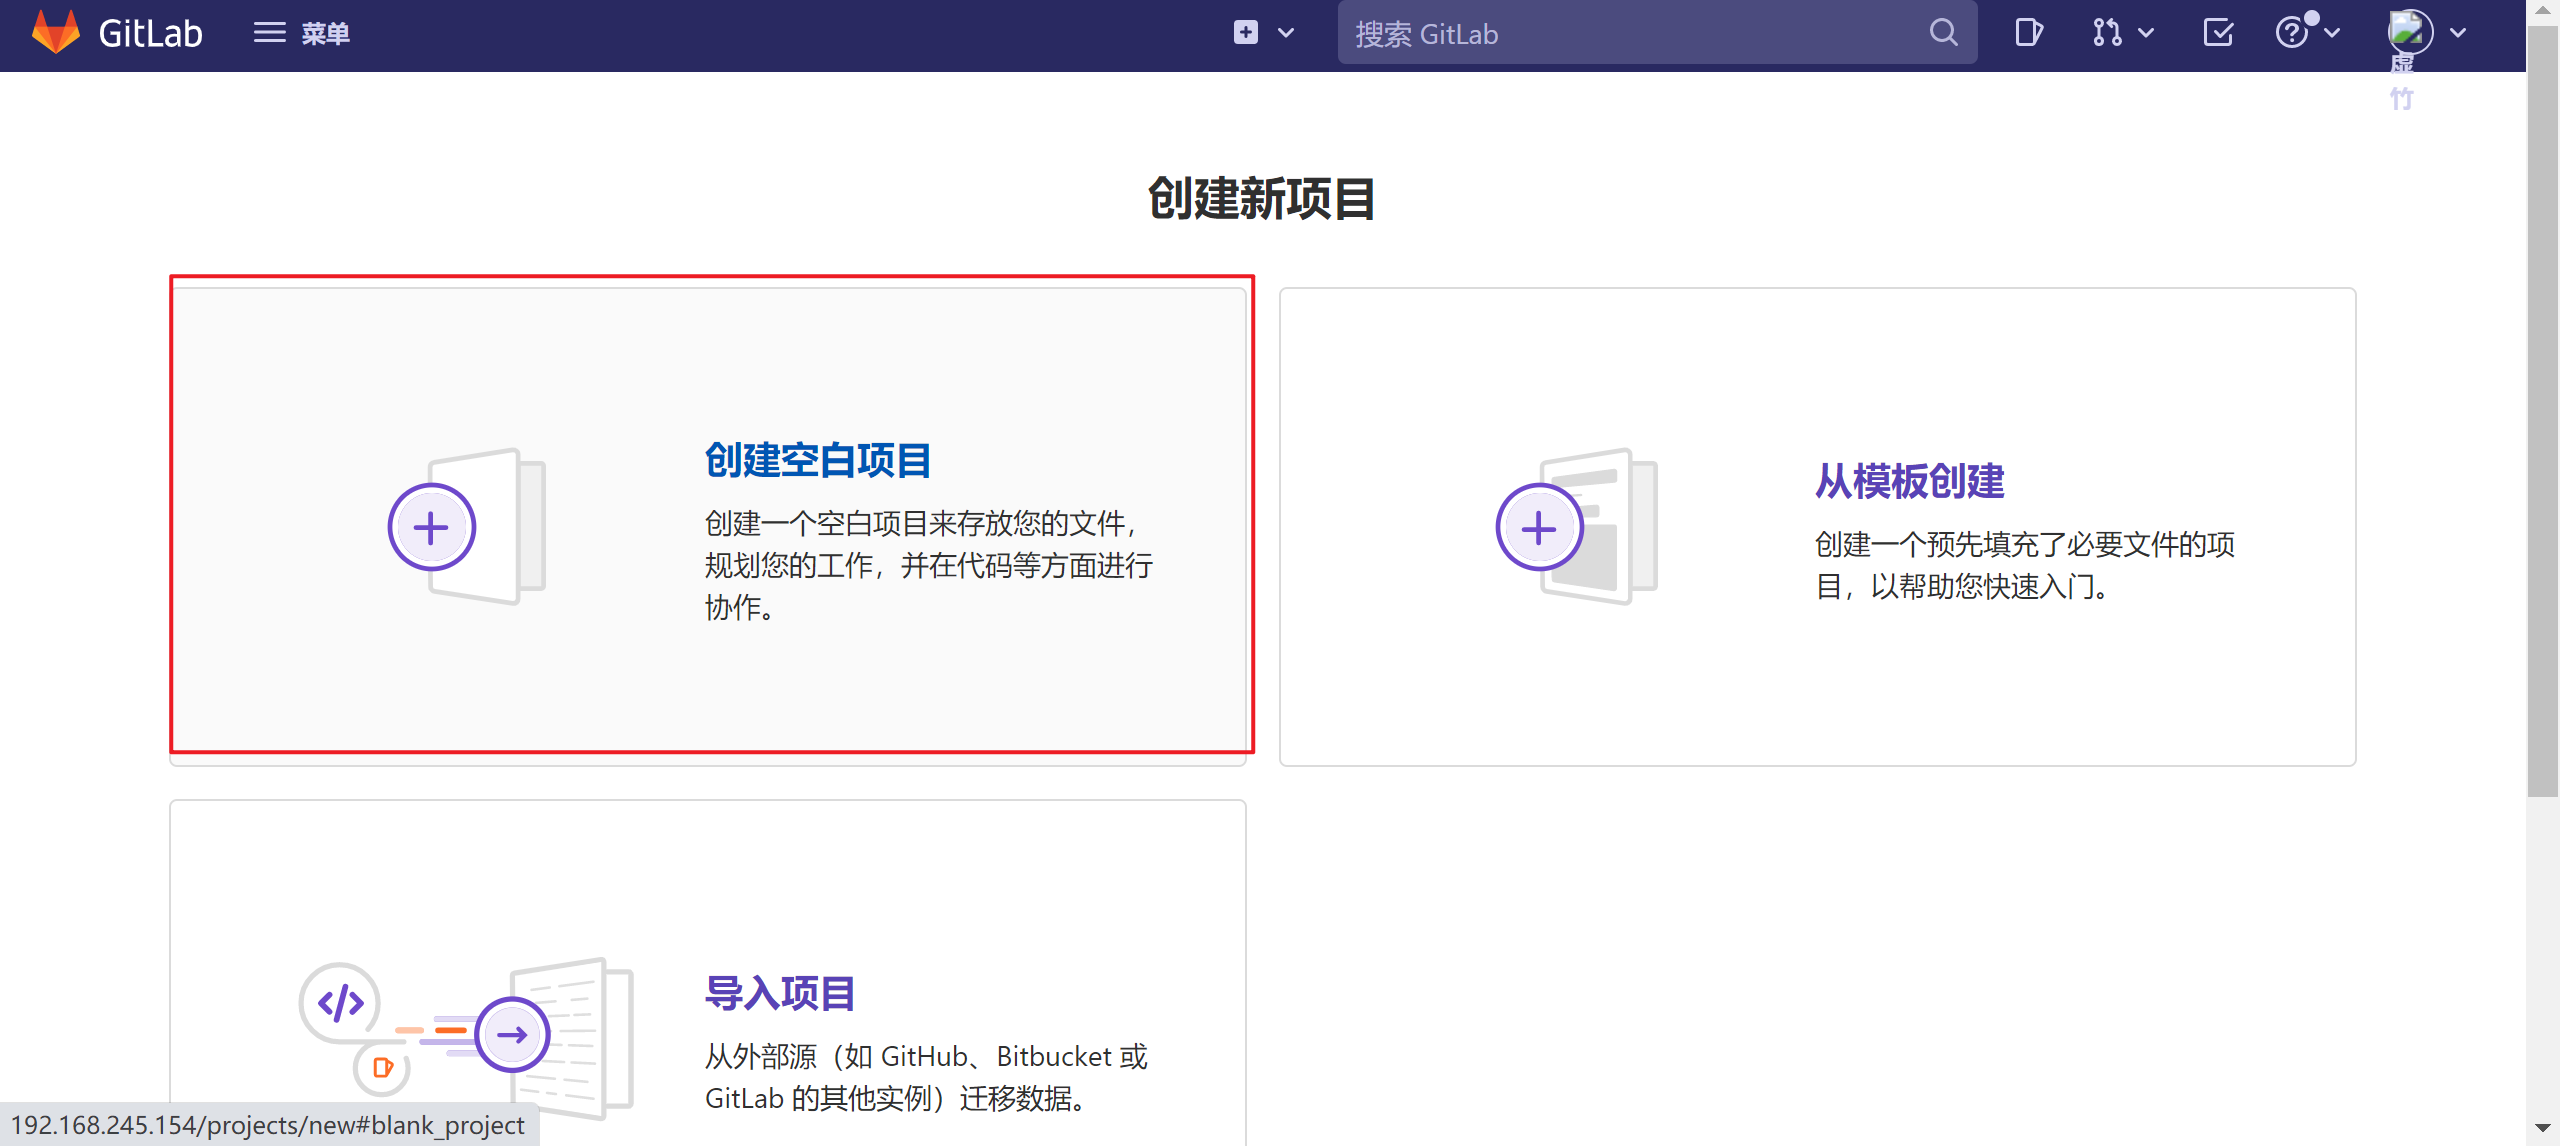 GitLab
菜单
搜索 GitLab
虚
竹
创建新项目
创建空白项目
创建一个空白项目来存放您的文件，
规划您的工作，并在代码等方面进行
协作。
从模板创建
创建一个预先填充了必要文件的项
目，以帮助您快速入门。
导入项目
从外部源（如 GitHub、Bitbucket 或
GitLab 的其他实例）迁移数据。
192.168.245.154/projects/new#blank_project